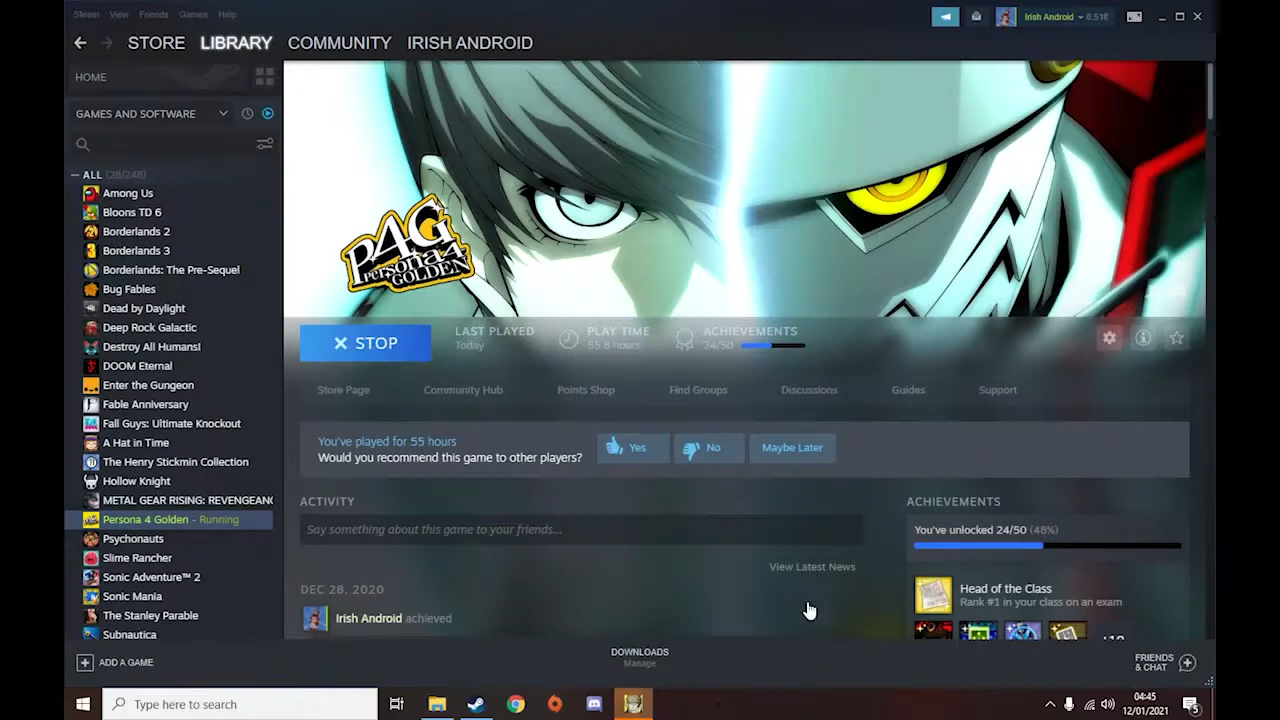 Steam View Friends Games Help
Irish Android 0.51€
STORE LIBRARY COMMUNITY IRISH ANDROID
HOME
GAMES AND SOFTWARE
ALL (28/248)
Among Us
Bloons TD 6
Borderlands 2
Borderlands 3
Borderlands: The Pre-Sequel
Bug Fables
Dead by Daylight
Deep Rock Galactic
Destroy All Humans!
DOOM Eternal
Enter the Gungeon
Fable Anniversary
Fall Guys: Ultimate Knockout
A Hat in Time
The Henry Stickmin Collection
Hollow Knight
METAL GEAR RISING: REVENGEANC
Persona 4 Golden - Running
Psychonauts
Slime Rancher
Sonic Adventure™ 2
Sonic Mania
The Stanley Parable
Subnautica
P4G
Persona 4
GOLDEN
STOP
LAST PLAYED
Today
PLAY TIME
55.8 hours
ACHIEVEMENTS
24/50
Store Page Community Hub Points Shop Find Groups Discussions Guides Support
You've played for 55 hours
Would you recommend this game to other players?
Yes No Maybe Later
ACTIVITY
Say something about this game to your friends...
View Latest News
DEC 28, 2020
Irish Android achieved
ACHIEVEMENTS
You've unlocked 24/50 (48%)
Head of the Class
Rank #1 in your class on an exam
ADD A GAME
DOWNLOADS
Manage
FRIENDS
& CHAT
Type here to search
04:45
12/01/2021